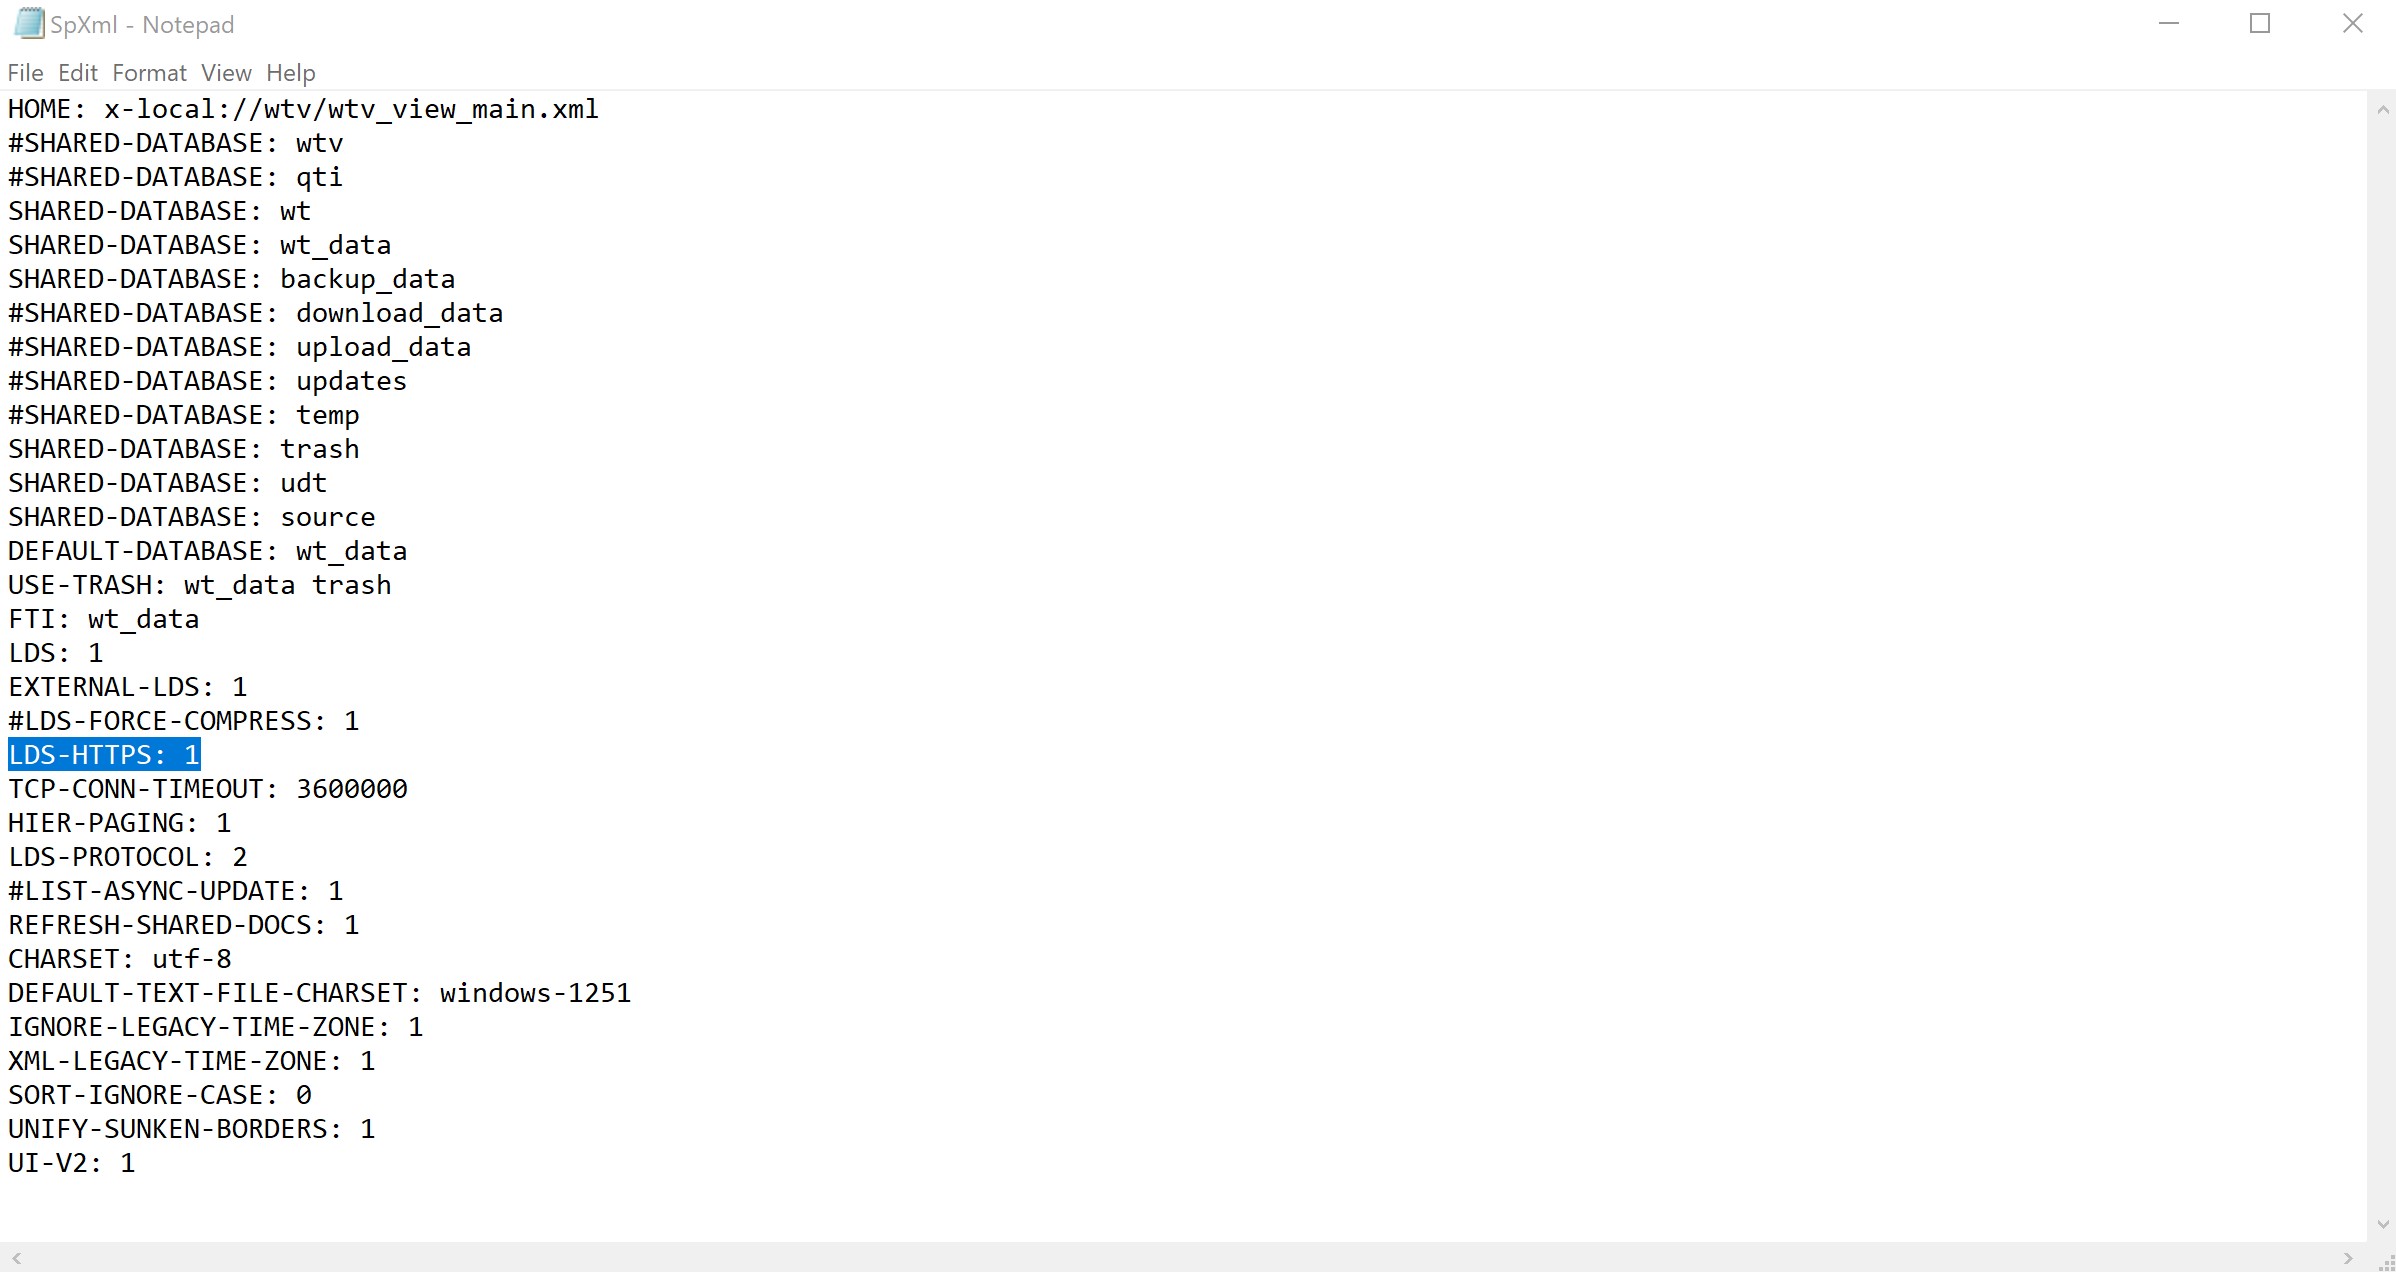 SpXml - Notepad
File Edit Format View Help
HOME: x-local://wtv/wtv_view_main.xml
#SHARED-DATABASE: wtv
#SHARED-DATABASE: qti
SHARED-DATABASE: wt
SHARED-DATABASE: wt_data
SHARED-DATABASE: backup_data
#SHARED-DATABASE: download_data
#SHARED-DATABASE: upload_data
#SHARED-DATABASE: updates
#SHARED-DATABASE: temp
SHARED-DATABASE: trash
SHARED-DATABASE: udt
SHARED-DATABASE: source
DEFAULT-DATABASE: wt_data
USE-TRASH: wt_data trash
FTI: wt_data
LDS: 1
EXTERNAL-LDS: 1
#LDS-FORCE-COMPRESS: 1
LDS-HTTPS: 1
TCP-CONN-TIMEOUT: 3600000
HIER-PAGING: 1
LDS-PROTOCOL: 2
#LIST-ASYNC-UPDATE: 1
REFRESH-SHARED-DOCS: 1
CHARSET: utf-8
DEFAULT-TEXT-FILE-CHARSET: windows-1251
IGNORE-LEGACY-TIME-ZONE: 1
XML-LEGACY-TIME-ZONE: 1
SORT-IGNORE-CASE: 0
UNIFY-SUNKEN-BORDERS: 1
UI-V2: 1